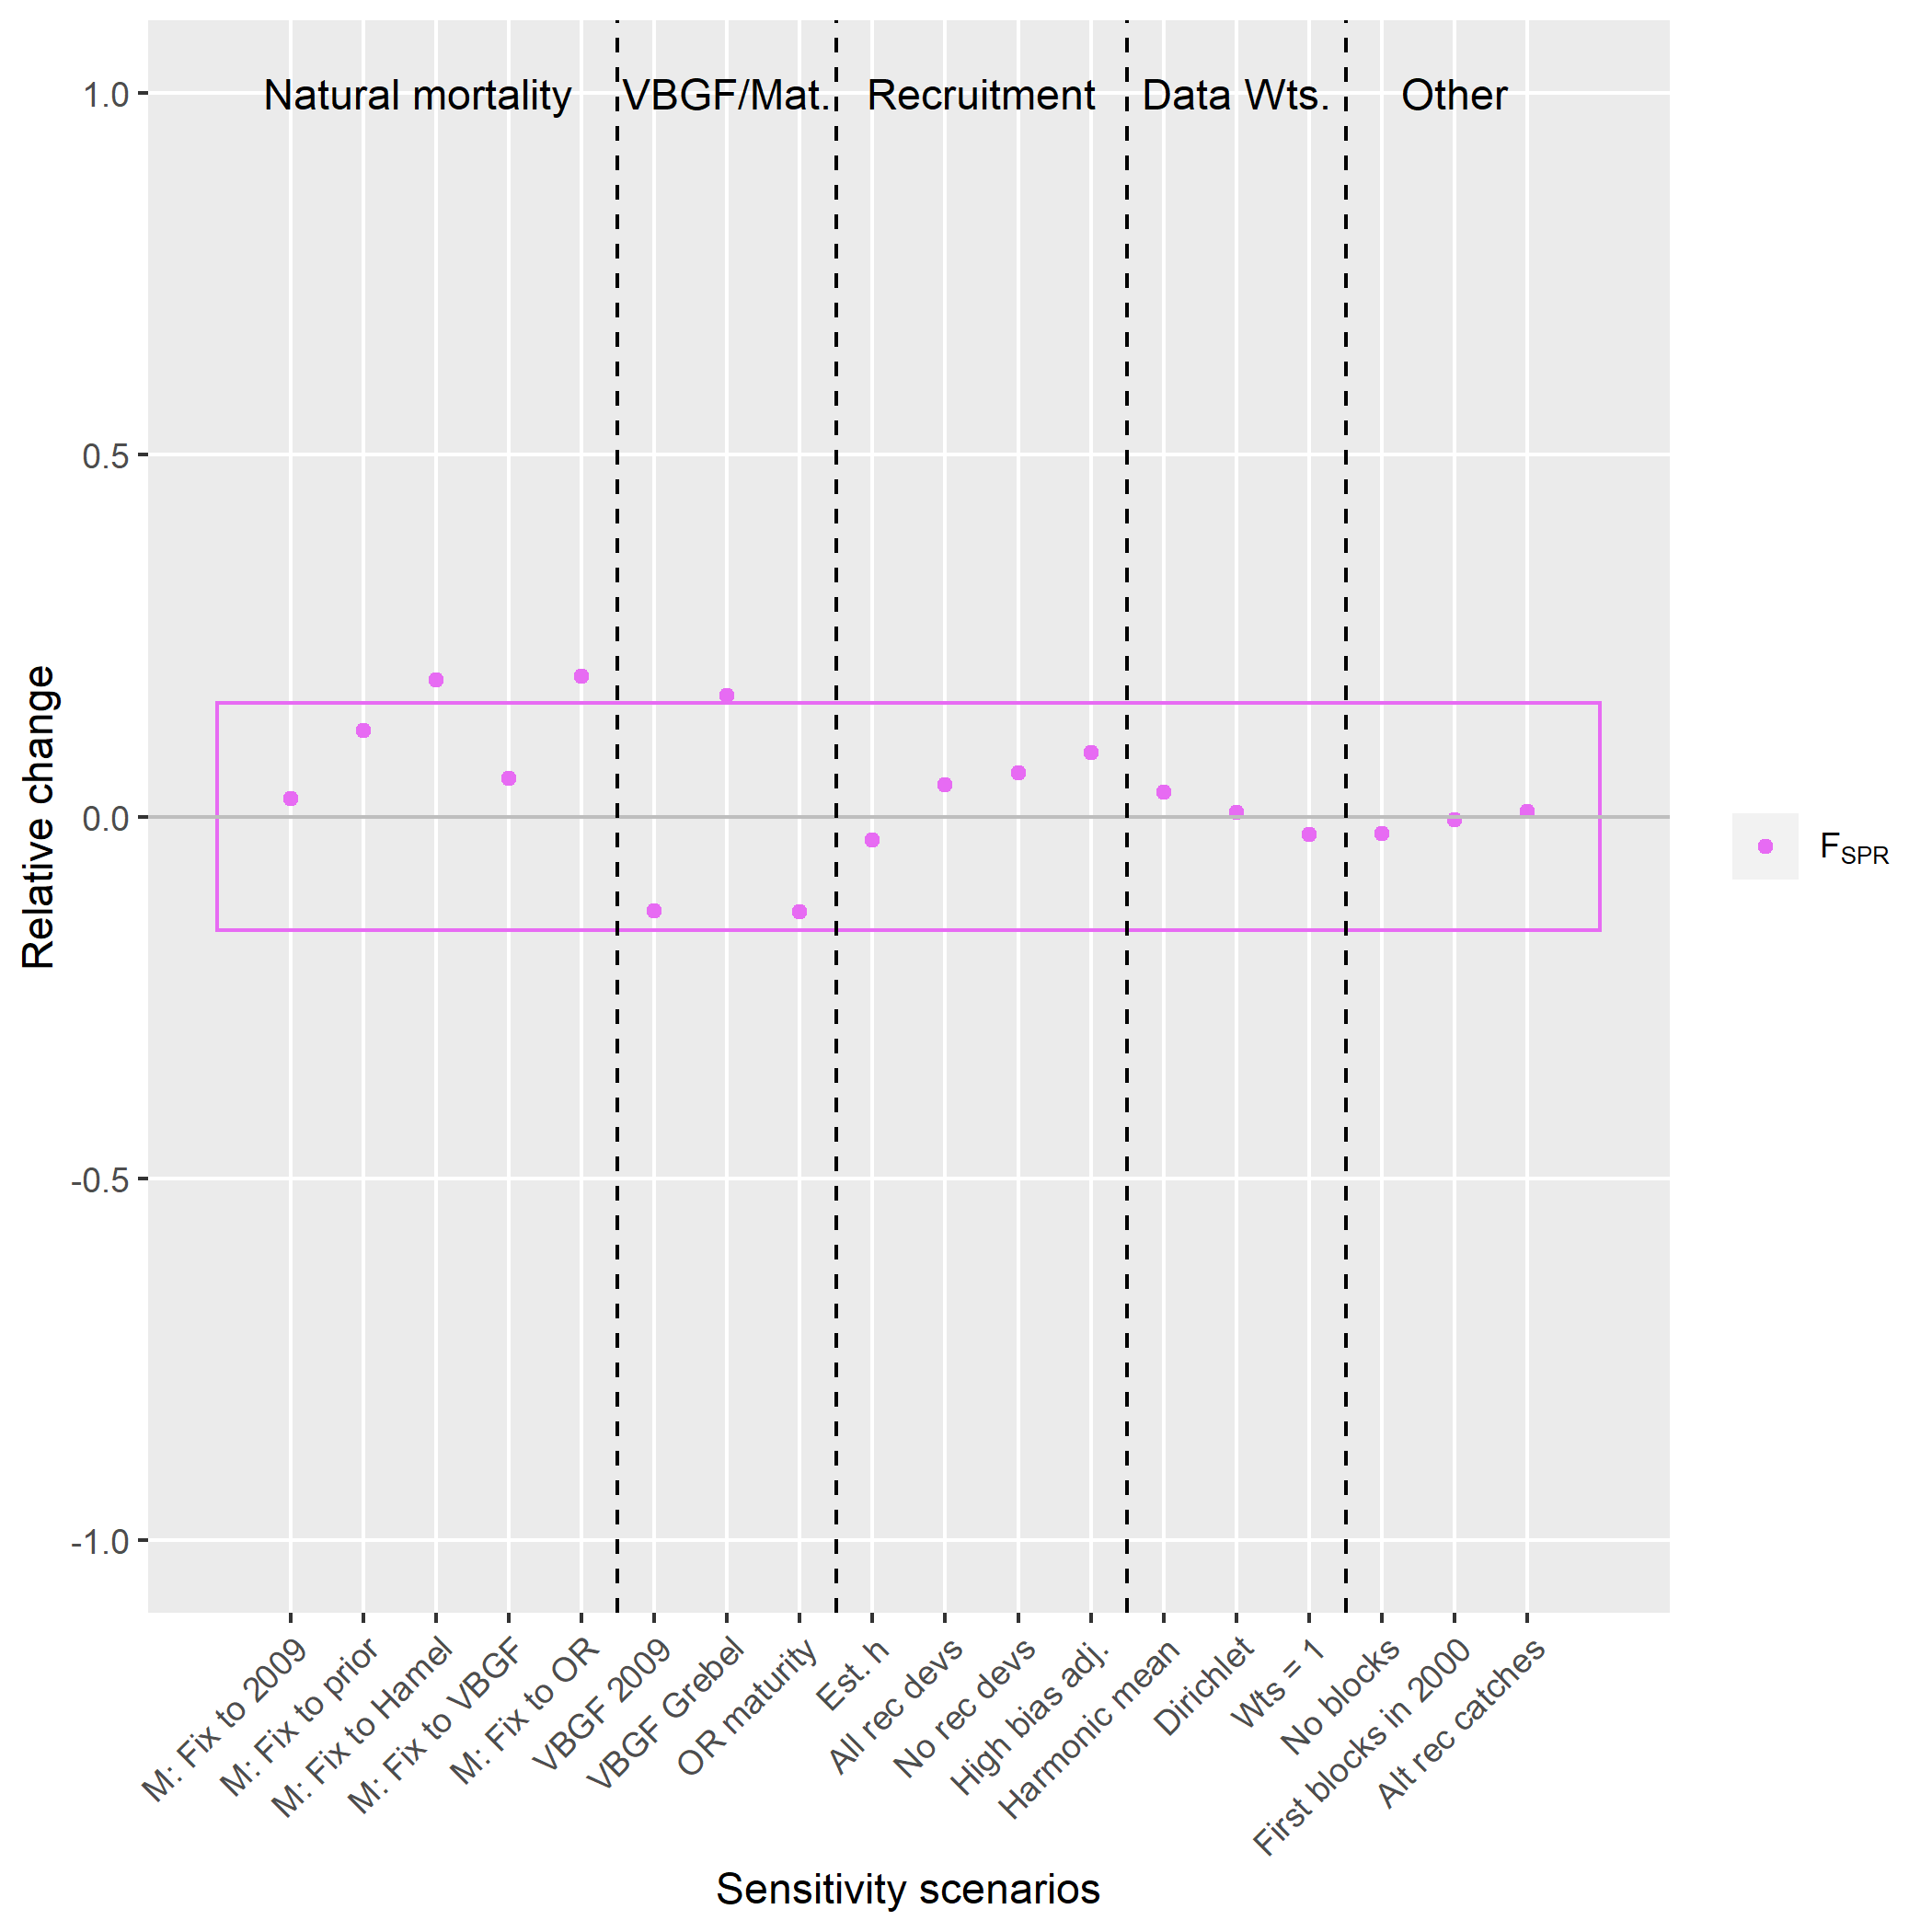 Natural mortality VBGF/Mat. Recruitment Data Wts. Other
1.0
0.5
0.0
-0.5
-1.0
Relative change
F_SPR
M: Fix to 2009
M: Fix to prior
M: Fix to Hamel
M: Fix to VBGF
M: Fix to OR
VBGF 2009
VBGF Grebel
OR maturity
Est. h
All rec devs
No rec devs
High bias adj.
Harmonic mean
Dirichlet
Wts = 1
No blocks
First blocks in 2000
Alt rec catches
Sensitivity scenarios